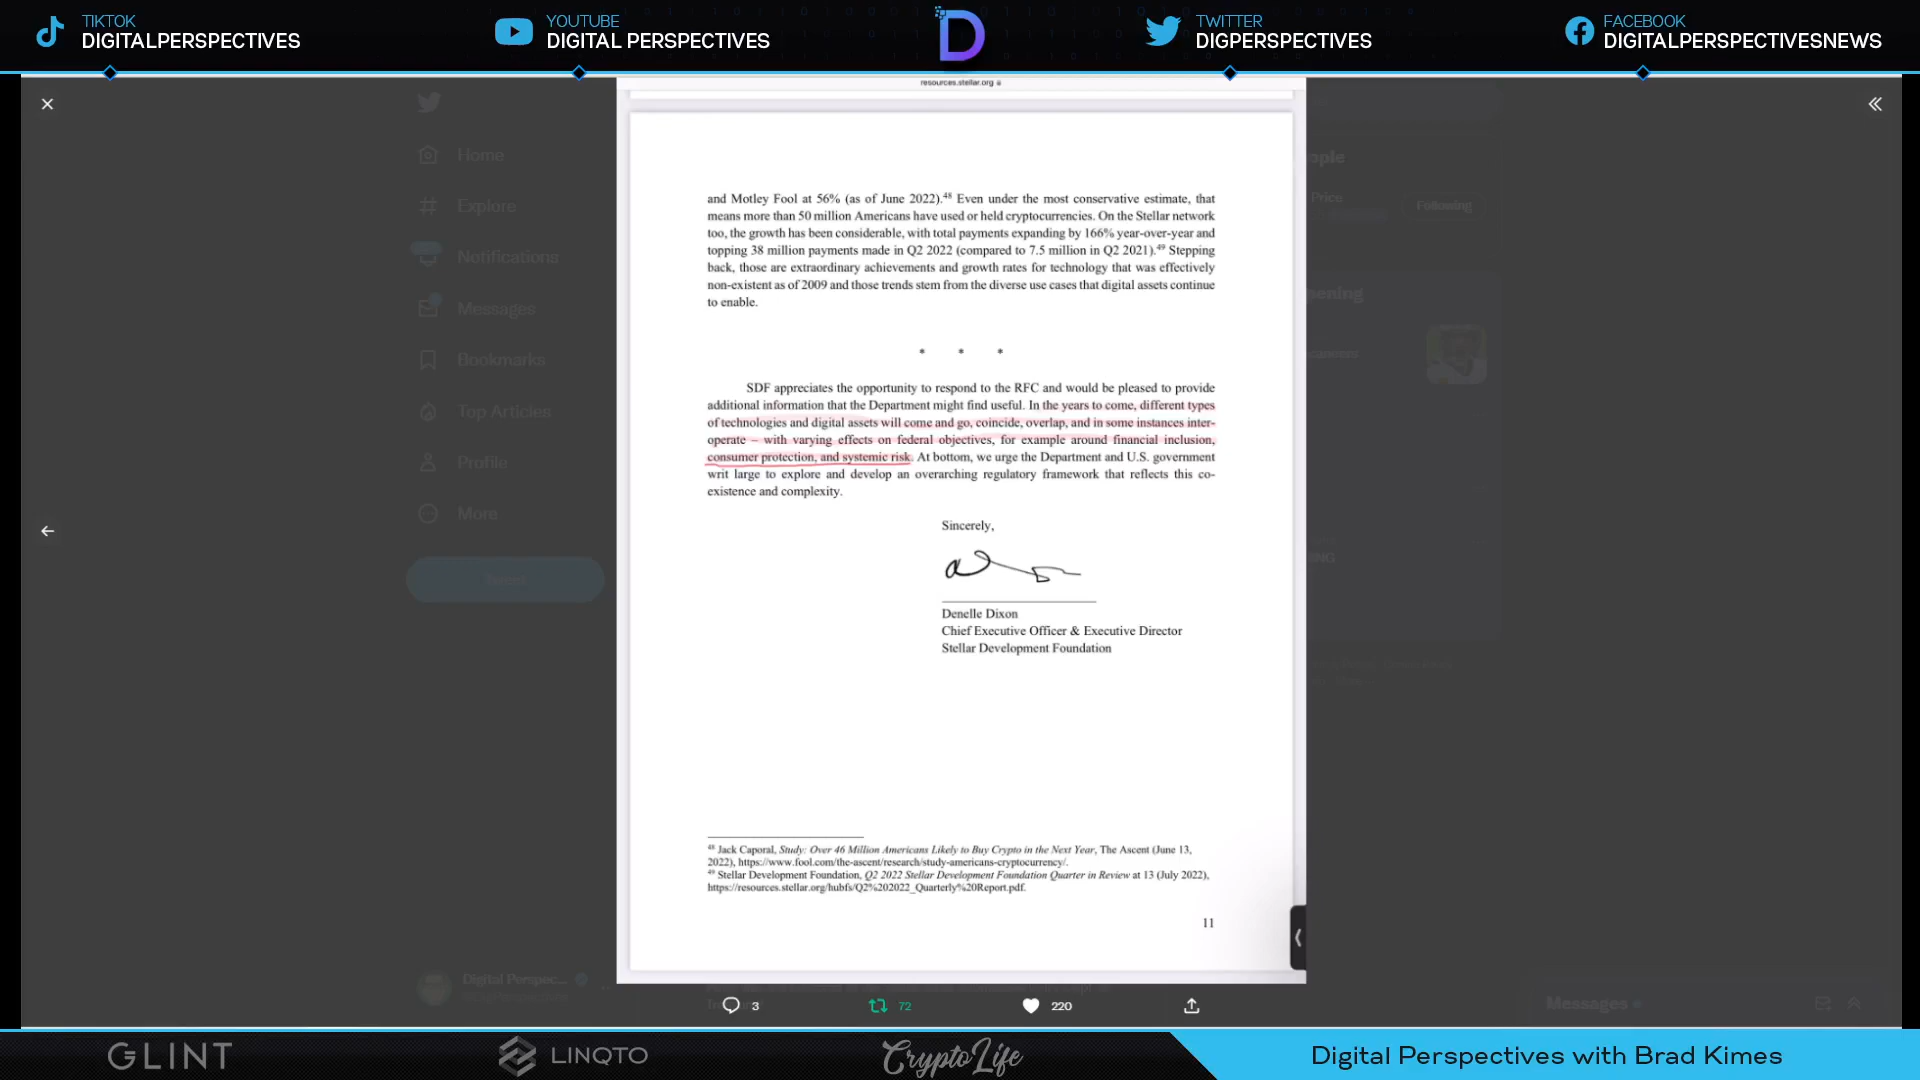 TIKTOK
DIGITALPERSPECTIVES
YOUTUBE
DIGITAL PERSPECTIVES
TWITTER
DIGPERSPECTIVES
FACEBOOK
DIGITALPERSPECTIVESNEWS
resources.stellar.org
Home
Explore
Notifications
Messages
Bookmarks
Top Articles
Profile
More
Tweet
Following
and Motley Fool at 56% (as of June 2022).48 Even under the most conservative estimate, that
means more than 50 million Americans have used or held cryptocurrencies. On the Stellar network
too, the growth has been considerable, with total payments expanding by 166% year-over-year and
topping 38 million payments made in Q2 2022 (compared to 7.5 million in Q2 2021).49 Stepping
back, those are extraordinary achievements and growth rates for technology that was effectively
non-existent as of 2009 and those trends stem from the diverse use cases that digital assets continue
to enable.
* * *
SDF appreciates the opportunity to respond to the RFC and would be pleased to provide
additional information that the Department might find useful. In the years to come, different types
of technologies and digital assets will come and go, coincide, overlap, and in some instances inter-
operate – with varying effects on federal objectives, for example around financial inclusion,
consumer protection, and systemic risk. At bottom, we urge the Department and U.S. government
writ large to explore and develop an overarching regulatory framework that reflects this co-
existence and complexity.
Sincerely,
Denelle Dixon
Chief Executive Officer & Executive Director
Stellar Development Foundation
48 Jack Caporal, Study: Over 46 Million Americans Likely to Buy Crypto in the Next Year, The Ascent (June 13,
2022), https://www.fool.com/the-ascent/research/study-americans-cryptocurrency/.
49 Stellar Development Foundation, Q2 2022 Stellar Development Foundation Quarter in Review at 13 (July 2022),
https://resources.stellar.org/hubfs/Q2%202022_Quarterly%20Report.pdf.
11
Digital Perspec...
Messages
3
72
220
GLINT
LINQTO
CryptoLife
Digital Perspectives with Brad Kimes